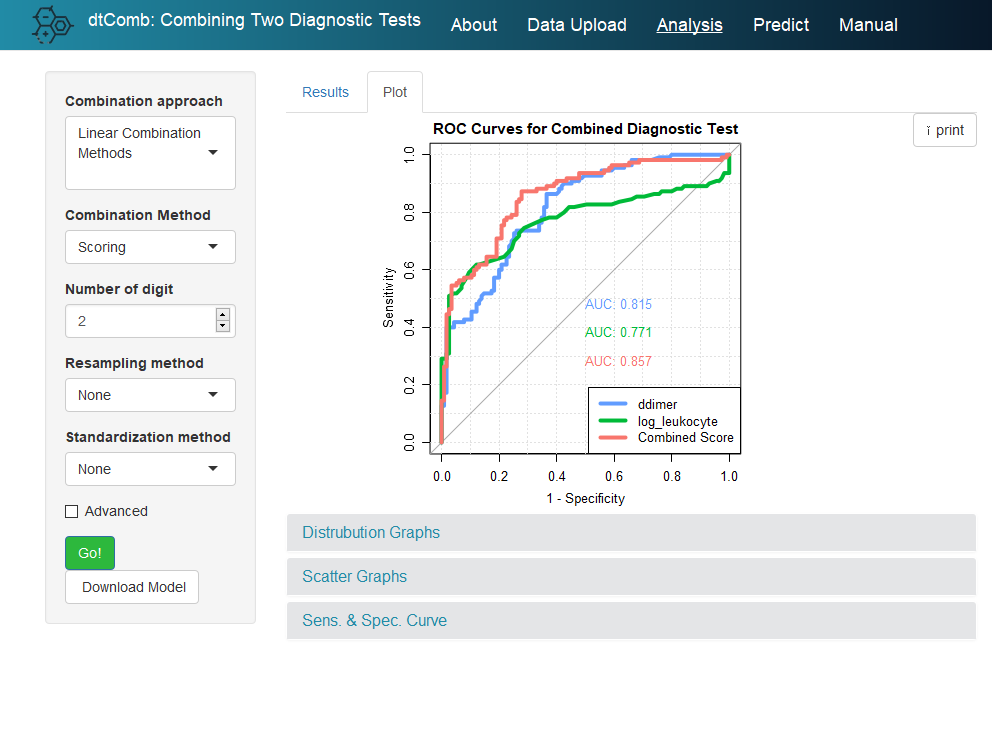 dtComb: Combining Two Diagnostic Tests
About
Data Upload
Analysis
Predict
Manual
Combination approach
Linear Combination
Methods
Combination Method
Scoring
Number of digit
2
Resampling method
None
Standardization method
None
Advanced
Go!
Download Model
Results
Plot
print
ROC Curves for Combined Diagnostic Test
Sensitivity
1.0
0.8
0.6
0.4
0.2
0.0
AUC: 0.815
AUC: 0.771
AUC: 0.857
ddimer
log_leukocyte
Combined Score
0.0 0.2 0.4 0.6 0.8 1.0
1 - Specificity
Distrubution Graphs
Scatter Graphs
Sens. & Spec. Curve